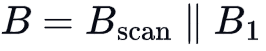 B = B_scan ∥ B_1